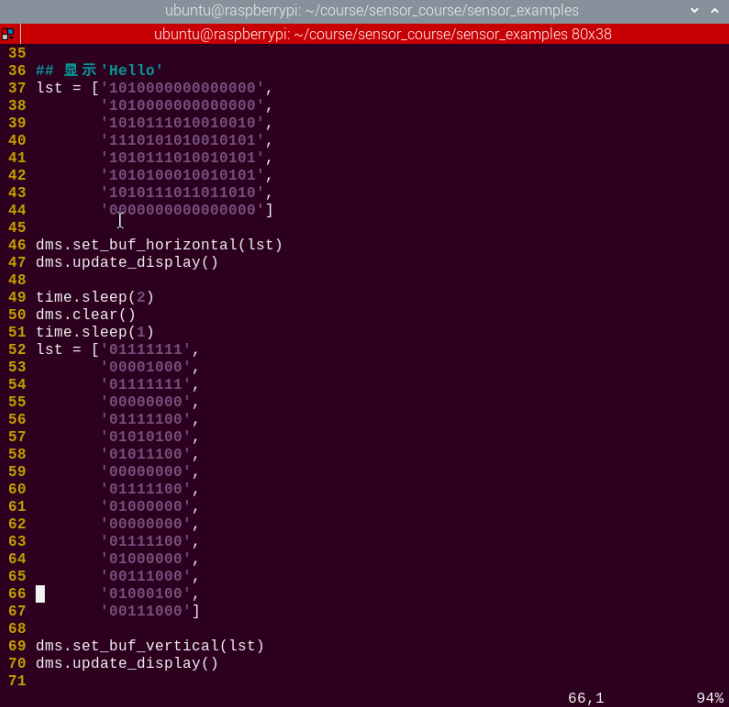 ubuntu@raspberrypi: ~/course/sensor_course/sensor_examples
ubuntu@raspberrypi: ~/course/sensor_course/sensor_examples 80x38
35
36 ## 显示'Hello'
37 lst = ['1010000000000000',
38        '1010000000000000',
39        '1010111010010010',
40        '1110101010010101',
41        '1010111010010101',
42        '1010100010010101',
43        '1010111011011010',
44        '0000000000000000']
45
46 dms.set_buf_horizontal(lst)
47 dms.update_display()
48
49 time.sleep(2)
50 dms.clear()
51 time.sleep(1)
52 lst = ['01111111',
53        '00001000',
54        '01111111',
55        '00000000',
56        '01111100',
57        '01010100',
58        '01011100',
59        '00000000',
60        '01111100',
61        '01000000',
62        '00000000',
63        '01111100',
64        '01000000',
65        '00111000',
66        '01000100',
67        '00111000']
68
69 dms.set_buf_vertical(lst)
70 dms.update_display()
71
66,1 94%